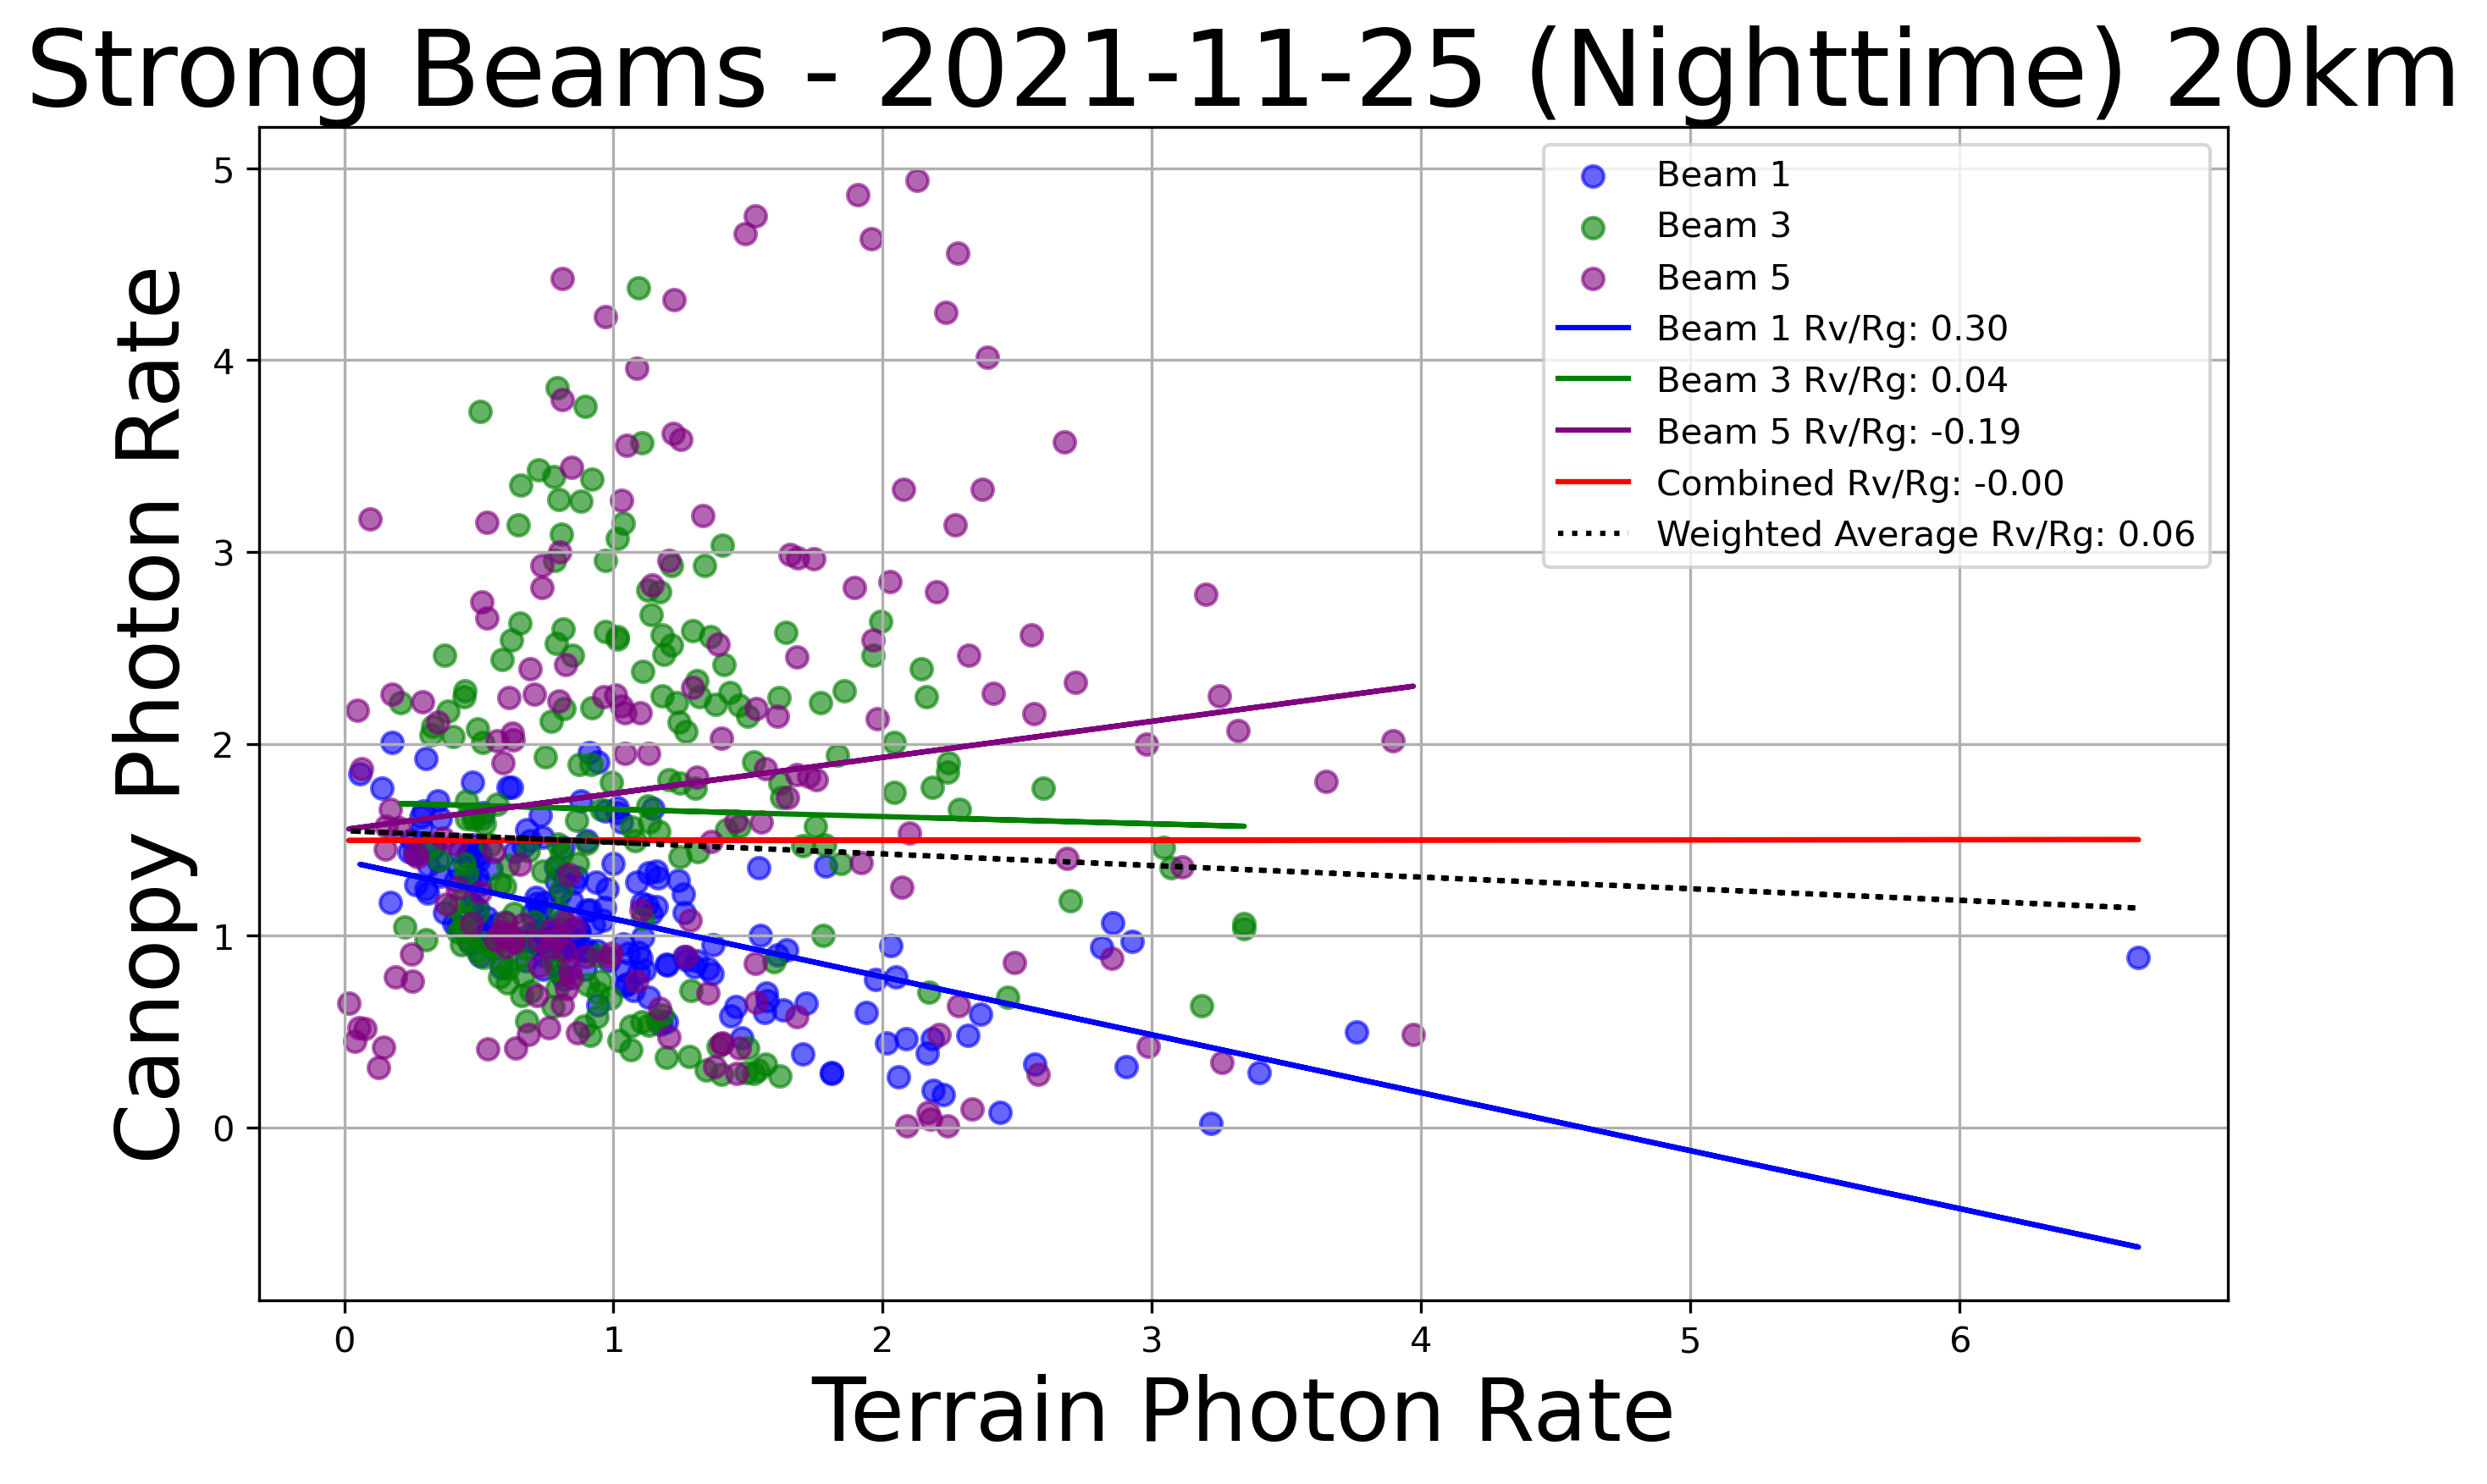 Strong Beams - 2021-11-25 (Nighttime) 20km
Beam 1
Beam 3
Beam 5
Beam 1 Rv/Rg: 0.30
Beam 3 Rv/Rg: 0.04
Beam 5 Rv/Rg: -0.19
Combined Rv/Rg: -0.00
Weighted Average Rv/Rg: 0.06
Canopy Photon Rate
5
4
3
2
1
0
0 1 2 3 4 5 6
Terrain Photon Rate